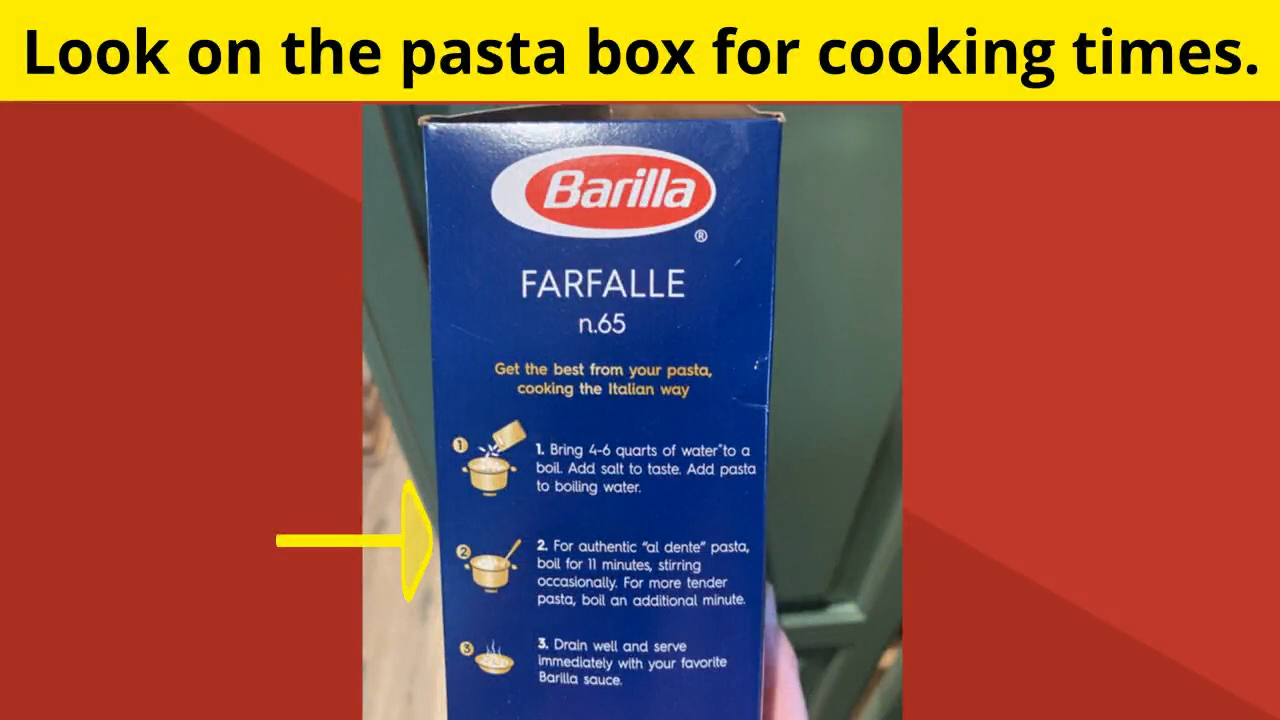 Look on the pasta box for cooking times.
Barilla
®
FARFALLE
n.65
Get the best from your pasta,
cooking the Italian way
1
1. Bring 4-6 quarts of water to a
boil. Add salt to taste. Add pasta
to boiling water.
2
2. For authentic “al dente” pasta,
boil for 11 minutes, stirring
occasionally. For more tender
pasta, boil an additional minute.
3
3. Drain well and serve
immediately with your favorite
Barilla sauce.